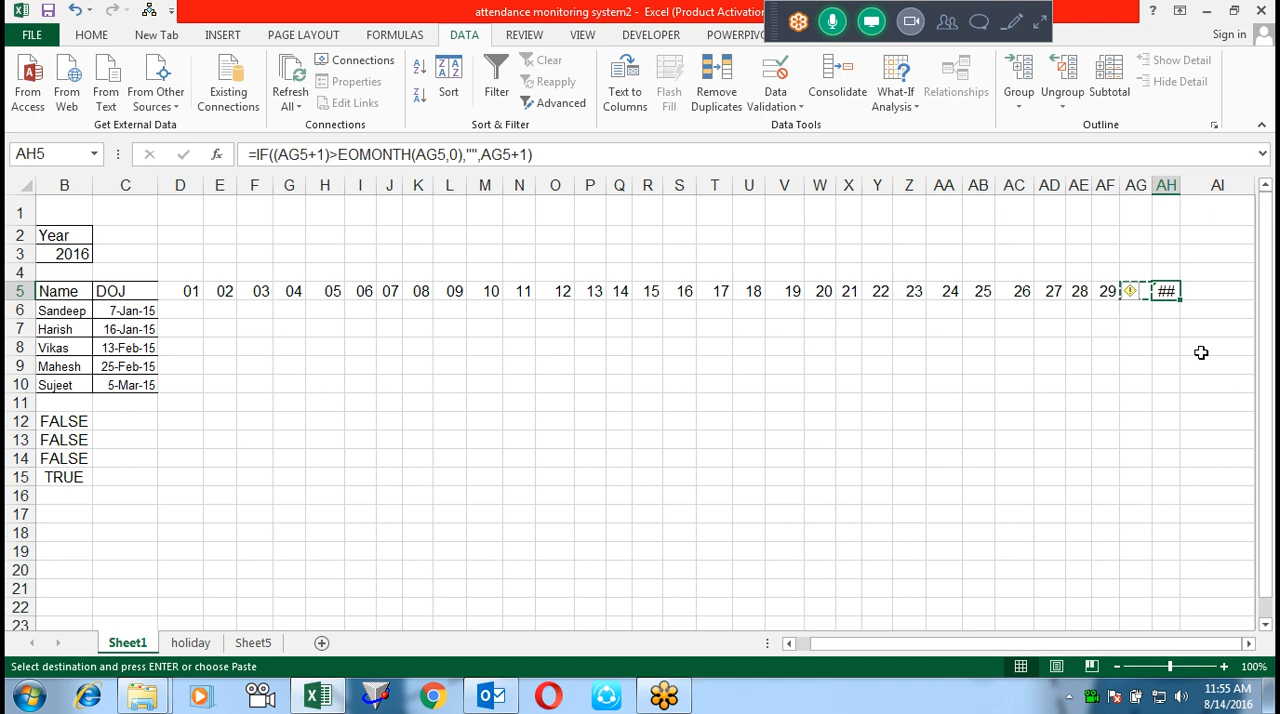 attendance monitoring system2 - Excel (Product Activation
FILE HOME New Tab INSERT PAGE LAYOUT FORMULAS DATA REVIEW VIEW DEVELOPER POWERPIV Sign in
From Access
From Web
From Text
From Other Sources
Existing Connections
Refresh All
Connections
Properties
Edit Links
Sort
Filter
Clear
Reapply
Advanced
Text to Columns
Flash Fill
Remove Duplicates
Data Validation
Consolidate
What-If Analysis
Relationships
Group
Ungroup
Subtotal
Show Detail
Hide Detail
Get External Data Connections Sort & Filter Data Tools Outline
AH5 fx =IF((AG5+1)>EOMONTH(AG5,0),"",AG5+1)
B C D E F G H I J K L M N O P Q R S T U V W X Y Z AA AB AC AD AE AF AG AH AI
1
2 Year
3 2016
4
5 Name DOJ 01 02 03 04 05 06 07 08 09 10 11 12 13 14 15 16 17 18 19 20 21 22 23 24 25 26 27 28 29 ##
6 Sandeep 7-Jan-15
7 Harish 16-Jan-15
8 Vikas 13-Feb-15
9 Mahesh 25-Feb-15
10 Sujeet 5-Mar-15
11
12 FALSE
13 FALSE
14 FALSE
15 TRUE
16
17
18
19
20
21
22
23
Sheet1 holiday Sheet5
Select destination and press ENTER or choose Paste 100%
11:55 AM
8/14/2016